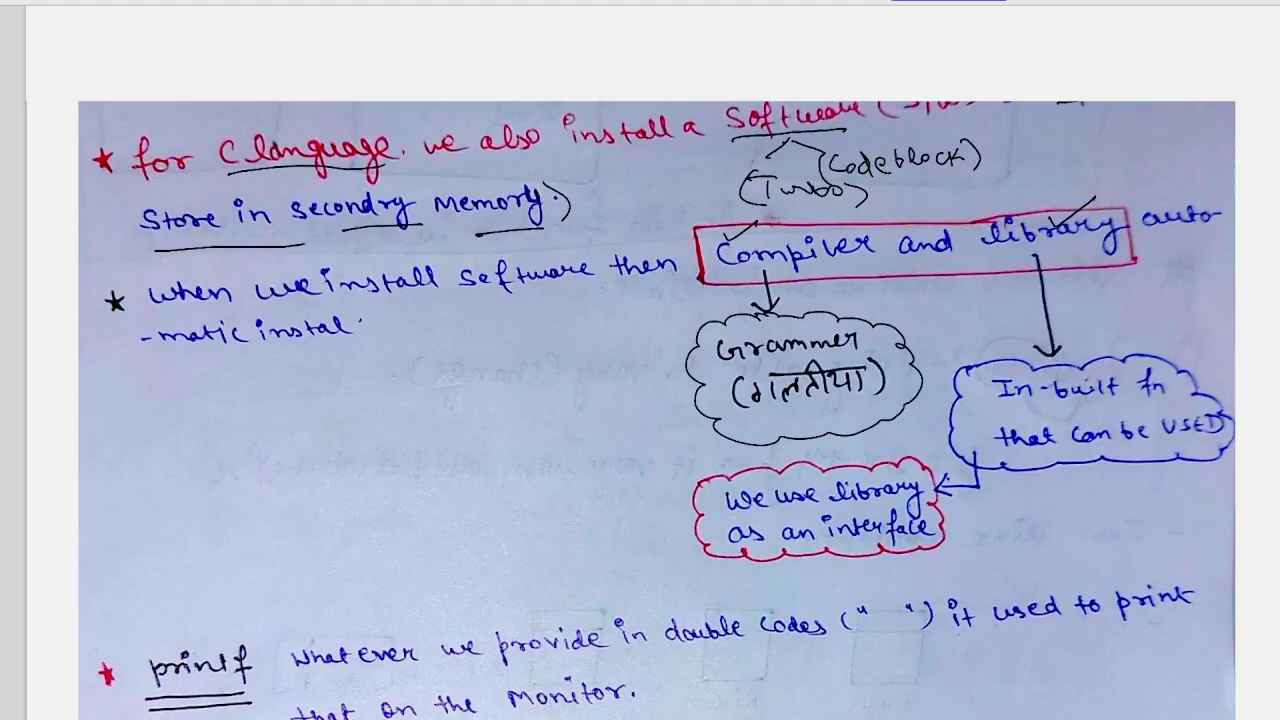 ★ for C language. we also install a Software (
(Turbo) (Codeblock)
Store in secondry memory.)
★ when we install software then Compiler and library auto-
-matic instal.
Grammer
(गलतीया)
In-built fn
that can be USED
We use library
as an interface
★ printf Whatever we provide in double codes (" ") it used to print
that on the monitor.